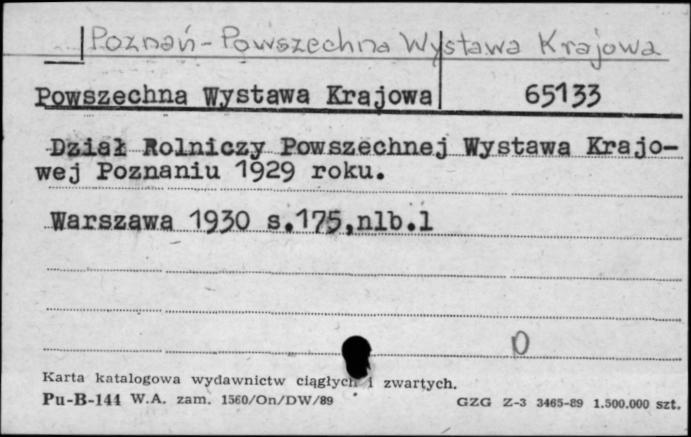 Poznań - Powszechna Wystawa Krajowa
Powszechna Wystawa Krajowa 65133
Dział Rolniczy Powszechnej Wystawa Krajo-
wej Poznaniu 1929 roku.
Warszawa 1930 s.175,nlb.1
0
Karta katalogowa wydawnictw ciągłych i zwartych.
Pu-B-144 W.A. zam. 1560/On/DW/89 GZG Z-3 3465-89 1.500.000 szt.